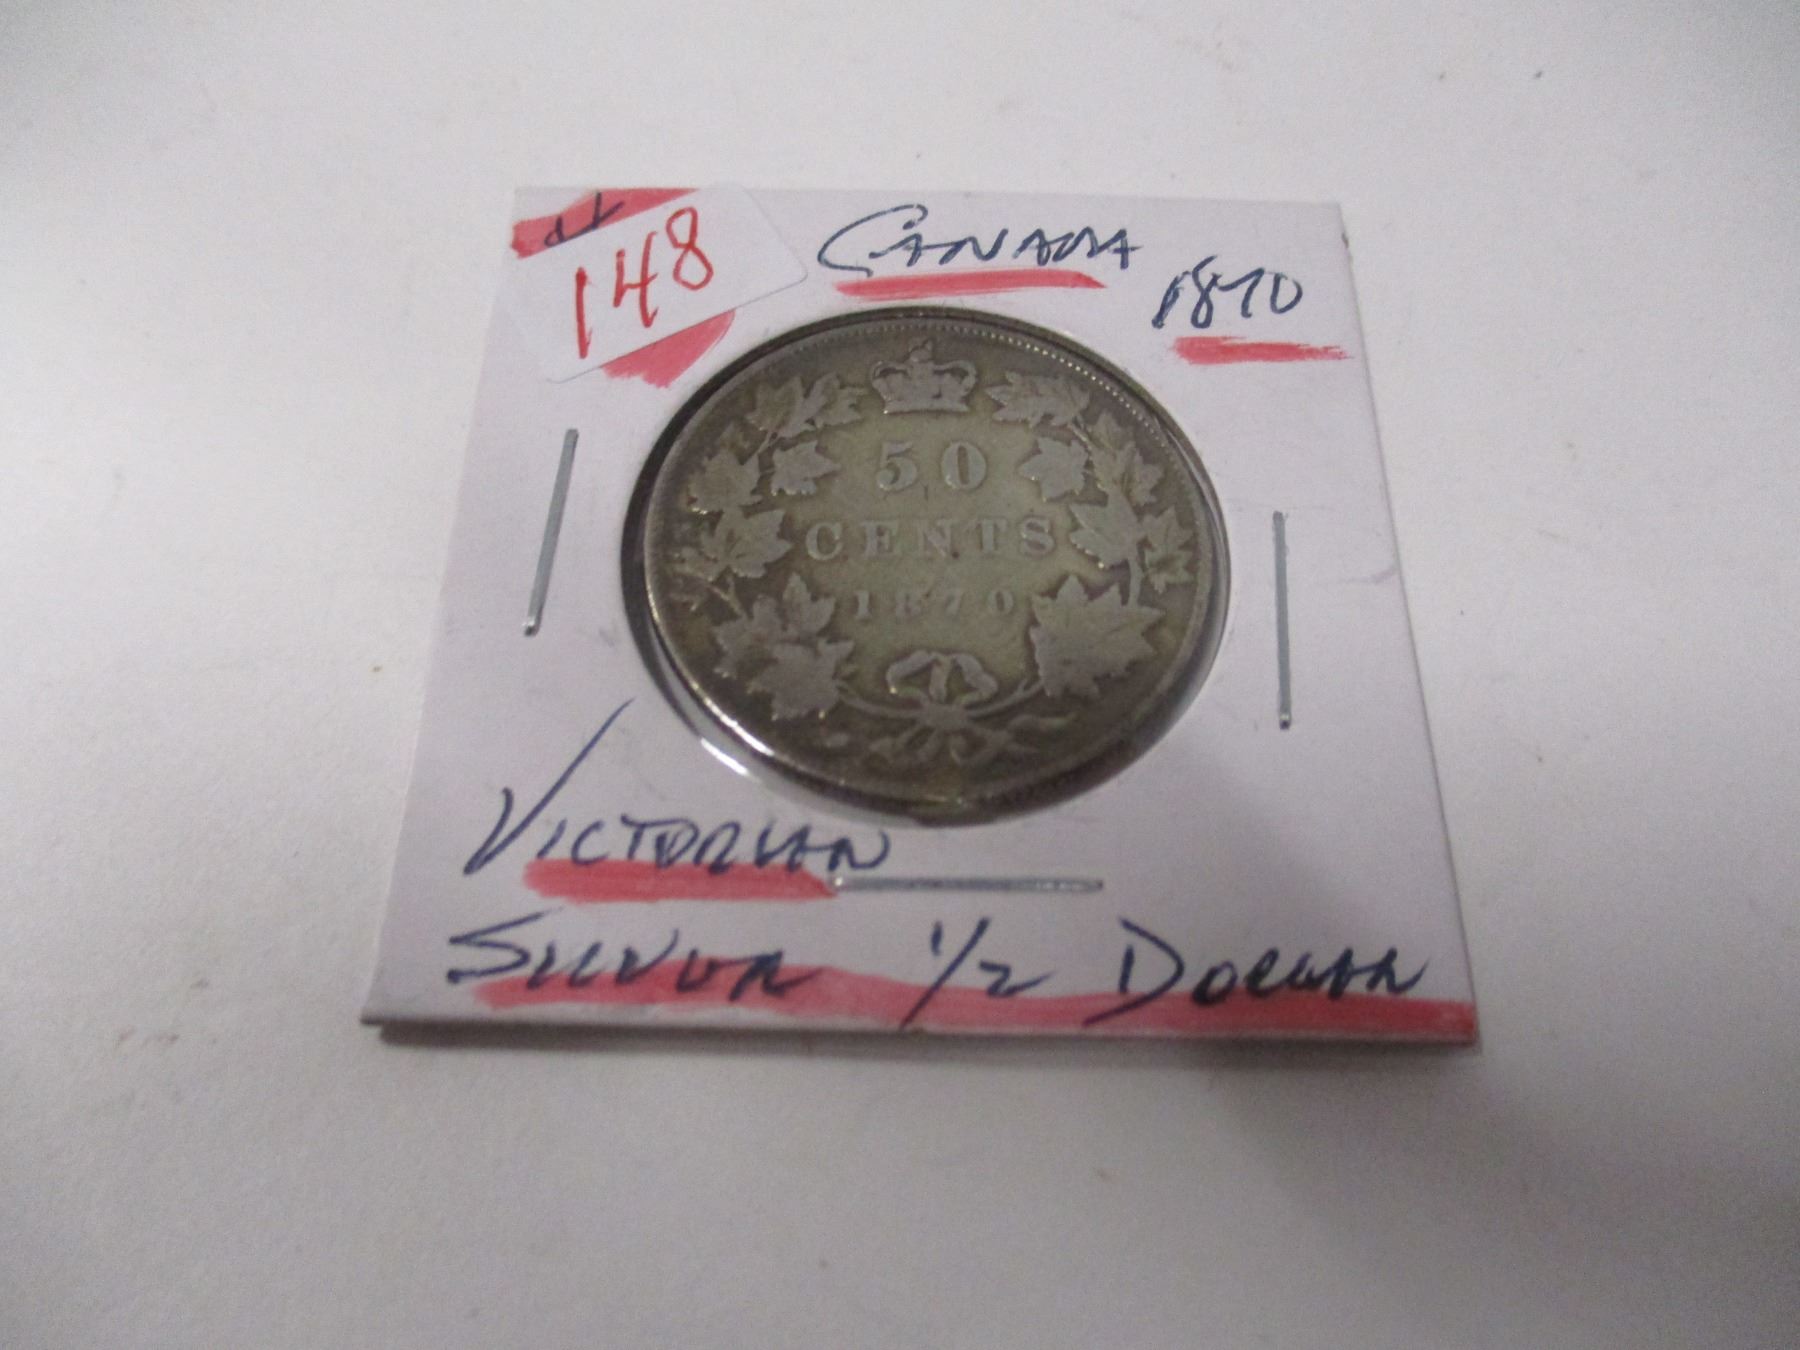 148
CANADA
1870
50
CENTS
1870
VICTORIAN
SILVER 1/2 DOLLAR